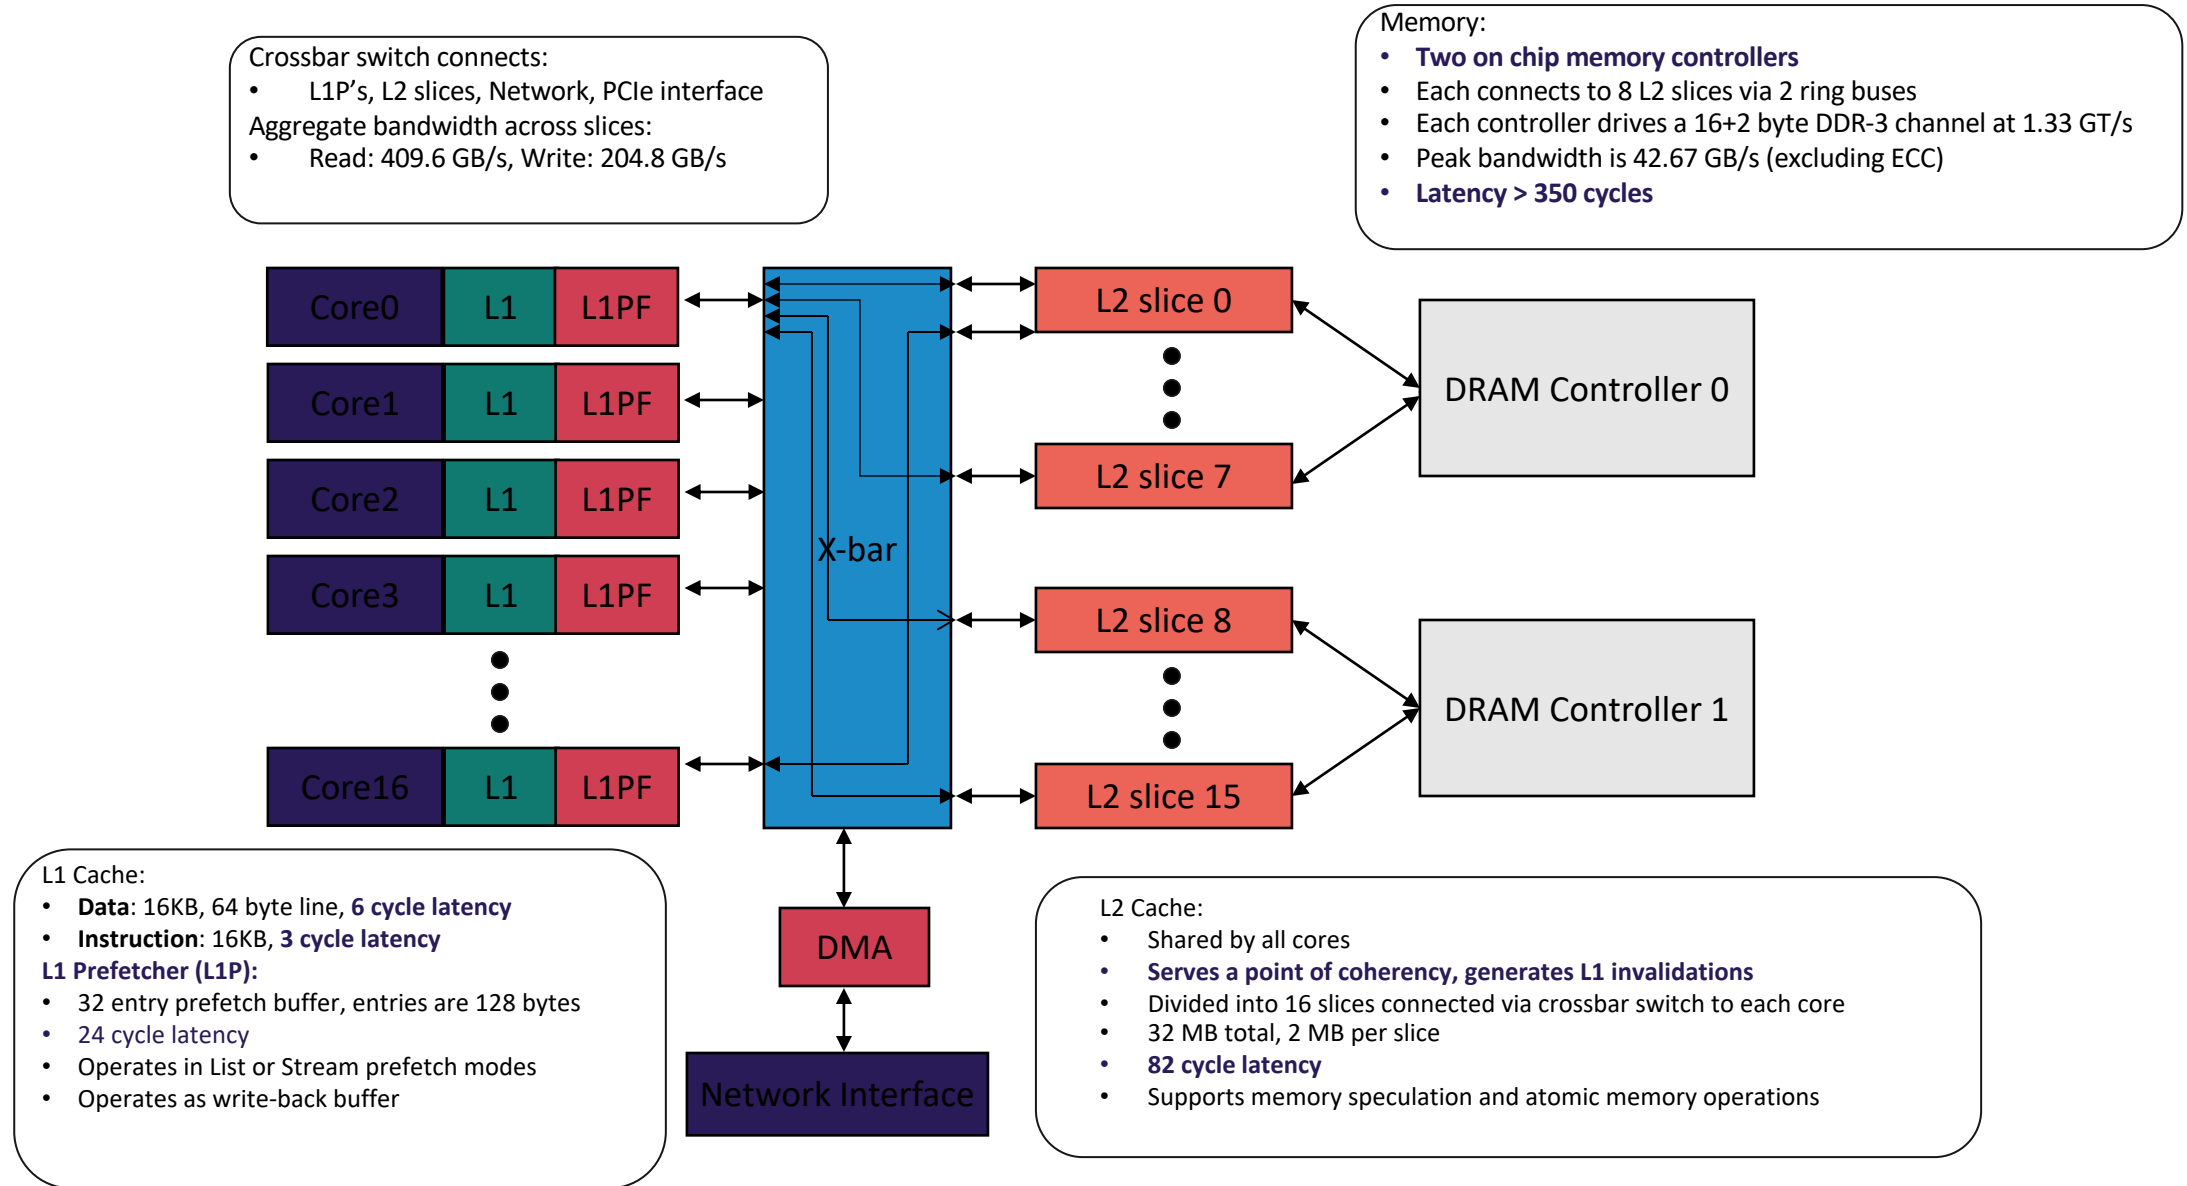 Crossbar switch connects:
• L1P's, L2 slices, Network, PCIe interface
Aggregate bandwidth across slices:
• Read: 409.6 GB/s, Write: 204.8 GB/s
Memory:
• Two on chip memory controllers
• Each connects to 8 L2 slices via 2 ring buses
• Each controller drives a 16+2 byte DDR-3 channel at 1.33 GT/s
• Peak bandwidth is 42.67 GB/s (excluding ECC)
• Latency > 350 cycles
Core0 L1 L1PF
Core1 L1 L1PF
Core2 L1 L1PF
Core3 L1 L1PF
Core16 L1 L1PF
X-bar
L2 slice 0
L2 slice 7
L2 slice 8
L2 slice 15
DRAM Controller 0
DRAM Controller 1
DMA
Network Interface
L1 Cache:
• Data: 16KB, 64 byte line, 6 cycle latency
• Instruction: 16KB, 3 cycle latency
L1 Prefetcher (L1P):
• 32 entry prefetch buffer, entries are 128 bytes
• 24 cycle latency
• Operates in List or Stream prefetch modes
• Operates as write-back buffer
L2 Cache:
• Shared by all cores
• Serves a point of coherency, generates L1 invalidations
• Divided into 16 slices connected via crossbar switch to each core
• 32 MB total, 2 MB per slice
• 82 cycle latency
• Supports memory speculation and atomic memory operations